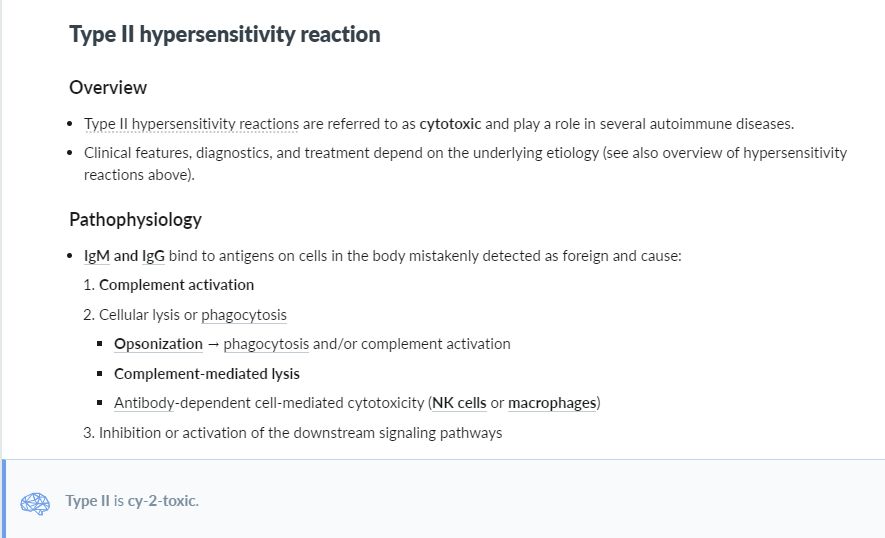 Type II hypersensitivity reaction
Overview
• Type II hypersensitivity reactions are referred to as cytotoxic and play a role in several autoimmune diseases.
• Clinical features, diagnostics, and treatment depend on the underlying etiology (see also overview of hypersensitivity
reactions above).
Pathophysiology
• IgM and IgG bind to antigens on cells in the body mistakenly detected as foreign and cause:
1. Complement activation
2. Cellular lysis or phagocytosis
▪ Opsonization → phagocytosis and/or complement activation
▪ Complement-mediated lysis
▪ Antibody-dependent cell-mediated cytotoxicity (NK cells or macrophages)
3. Inhibition or activation of the downstream signaling pathways
Type II is cy-2-toxic.